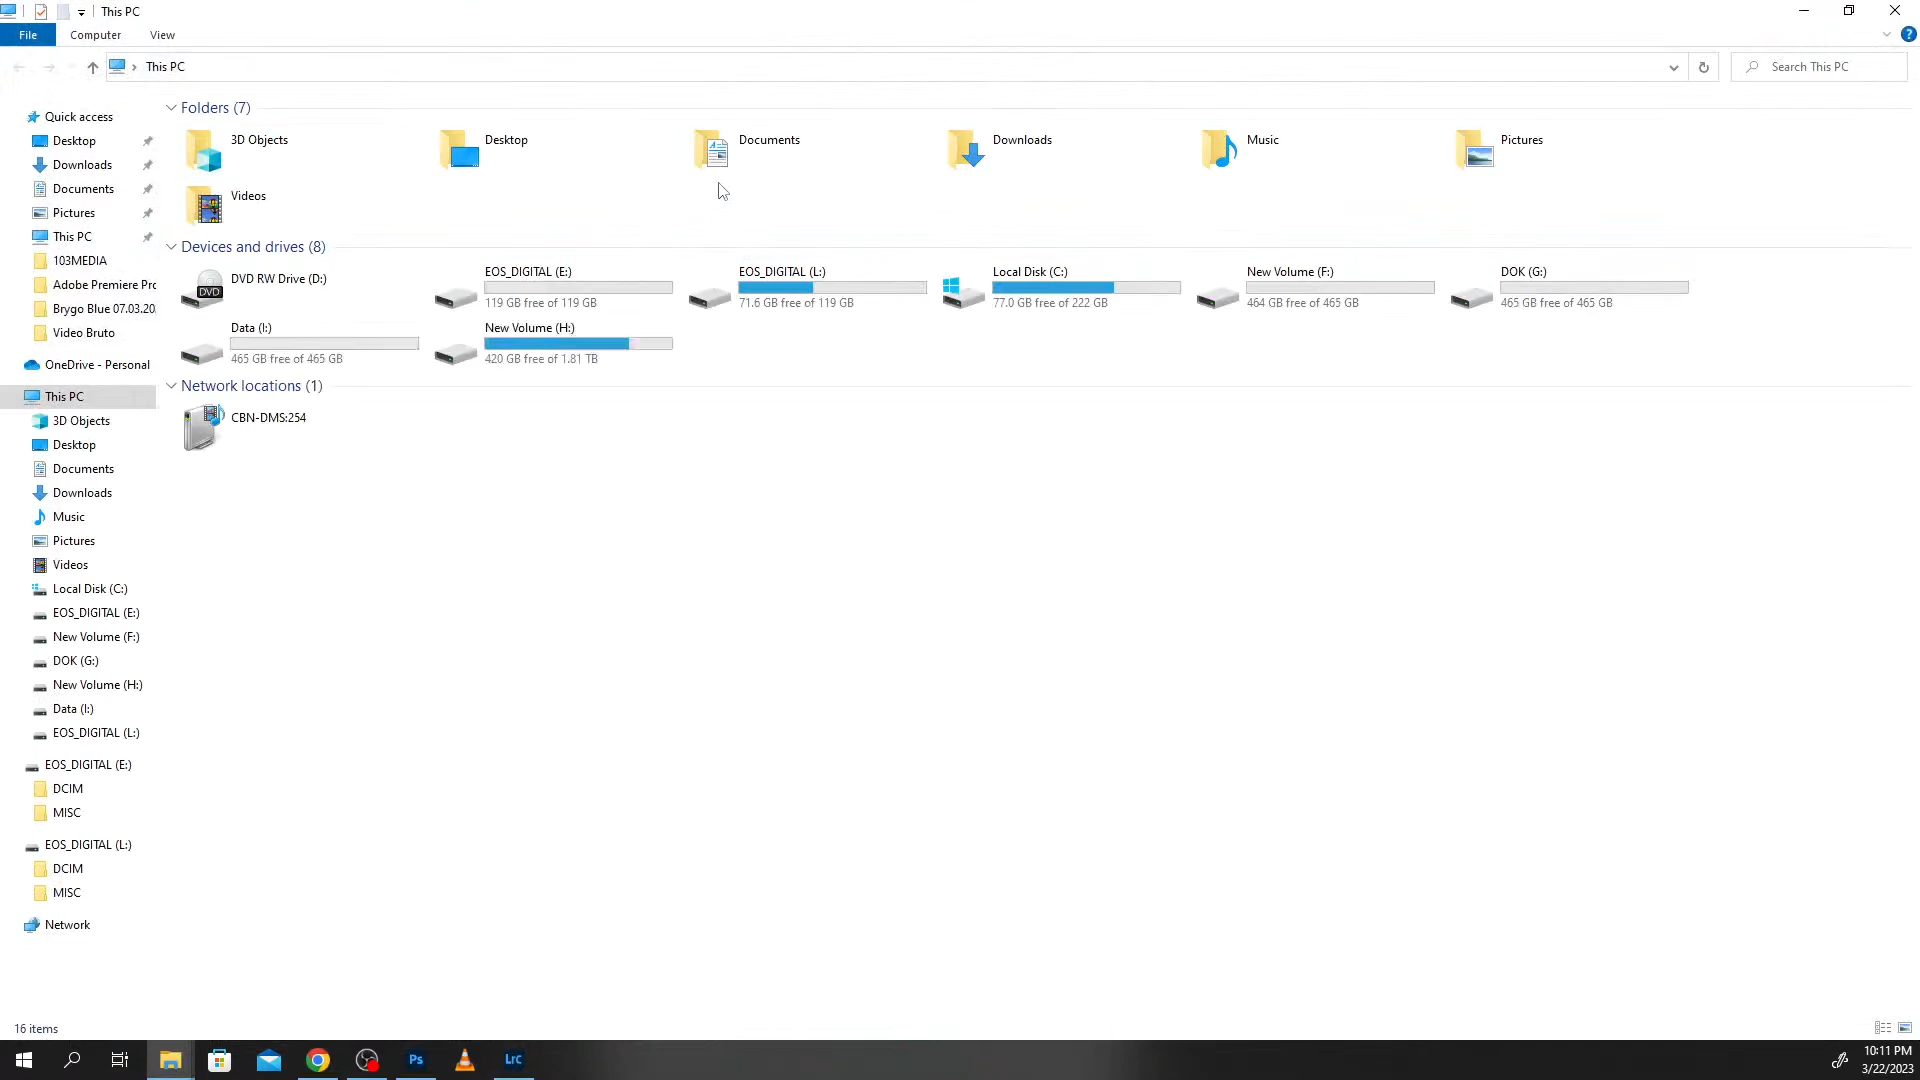 This PC
File
Computer
View
This PC
Search This PC
Quick access
Desktop
Downloads
Documents
Pictures
This PC
103MEDIA
Adobe Premiere Prc
Brygo Blue 07.03.20
Video Bruto
OneDrive - Personal
This PC
3D Objects
Desktop
Documents
Downloads
Music
Pictures
Videos
Local Disk (C:)
EOS_DIGITAL (E:)
New Volume (F:)
DOK (G:)
New Volume (H:)
Data (I:)
EOS_DIGITAL (L:)
EOS_DIGITAL (E:)
DCIM
MISC
EOS_DIGITAL (L:)
DCIM
MISC
Network
Folders (7)
3D Objects
Desktop
Documents
Downloads
Music
Pictures
Videos
Devices and drives (8)
DVD RW Drive (D:)
DVD
EOS_DIGITAL (E:)
119 GB free of 119 GB
EOS_DIGITAL (L:)
71.6 GB free of 119 GB
Local Disk (C:)
77.0 GB free of 222 GB
New Volume (F:)
464 GB free of 465 GB
DOK (G:)
465 GB free of 465 GB
Data (I:)
465 GB free of 465 GB
New Volume (H:)
420 GB free of 1.81 TB
Network locations (1)
CBN-DMS:254
16 items
Ps
LrC
10:11 PM
3/22/2023